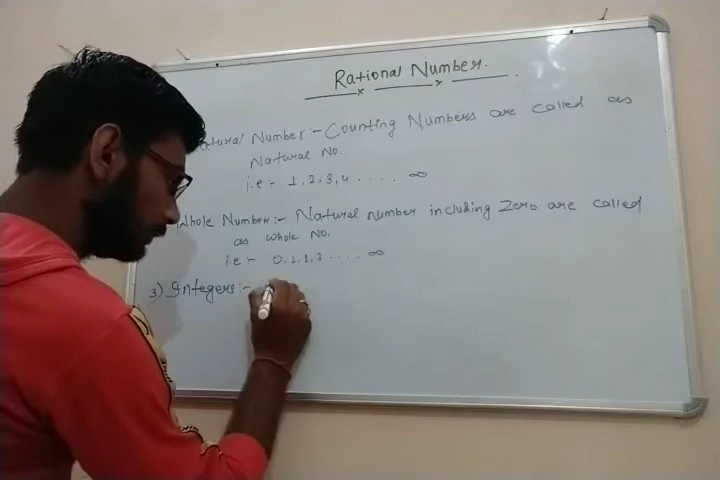 Rational Number.
Number:- Counting Numbers are called as
Natural No.
i.e:- 1,2,3,4..... ∞
Whole Number:- Natural number including Zero are called
as whole No.
i.e:- 0,1,2,3.... ∞
3) Integers:-